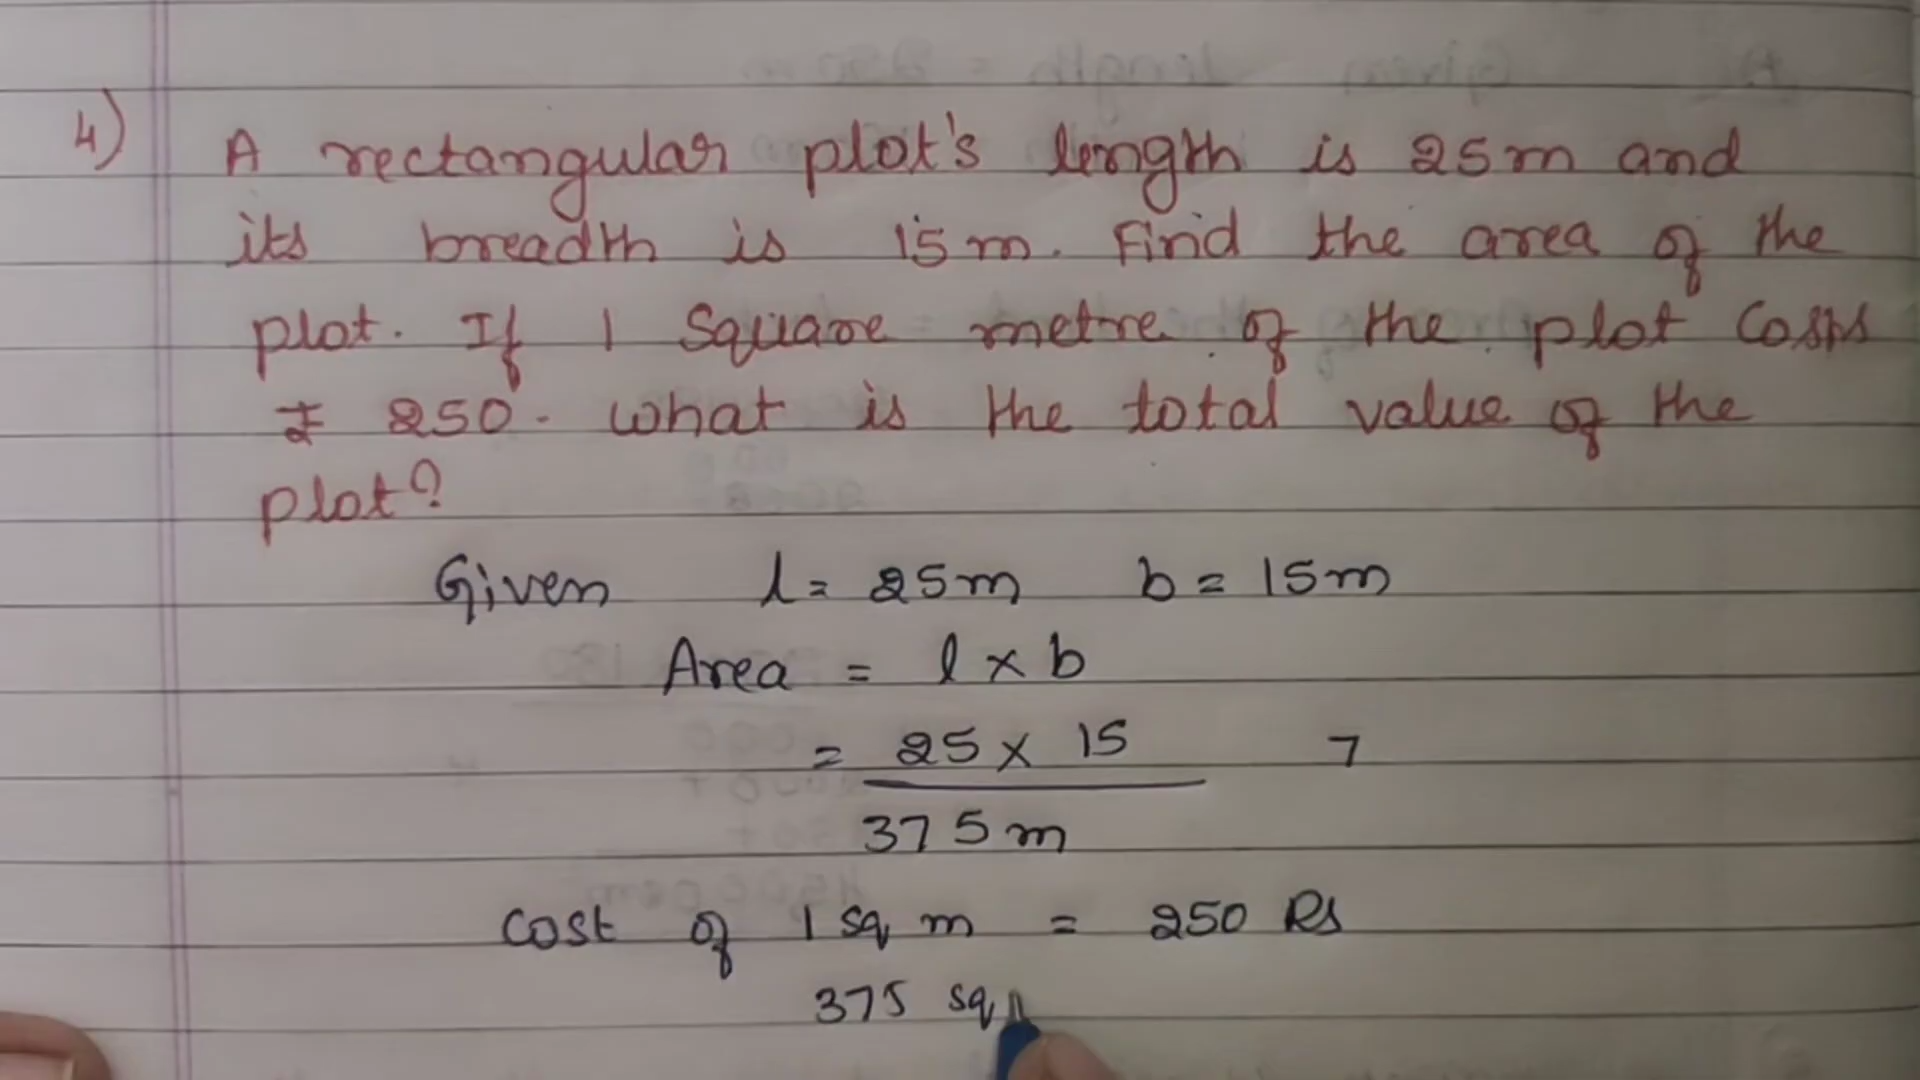 4) A rectangular plot's length is 25m and
its breadth is 15m. Find the area of the
plot. If 1 Square metre of the plot Costs
₹ 250. what is the total value of the
plot?
Given l = 25m b = 15m
Area = l × b
= 25 × 15 7
375m
Cost of 1 sq m = 250 Rs
375 sq